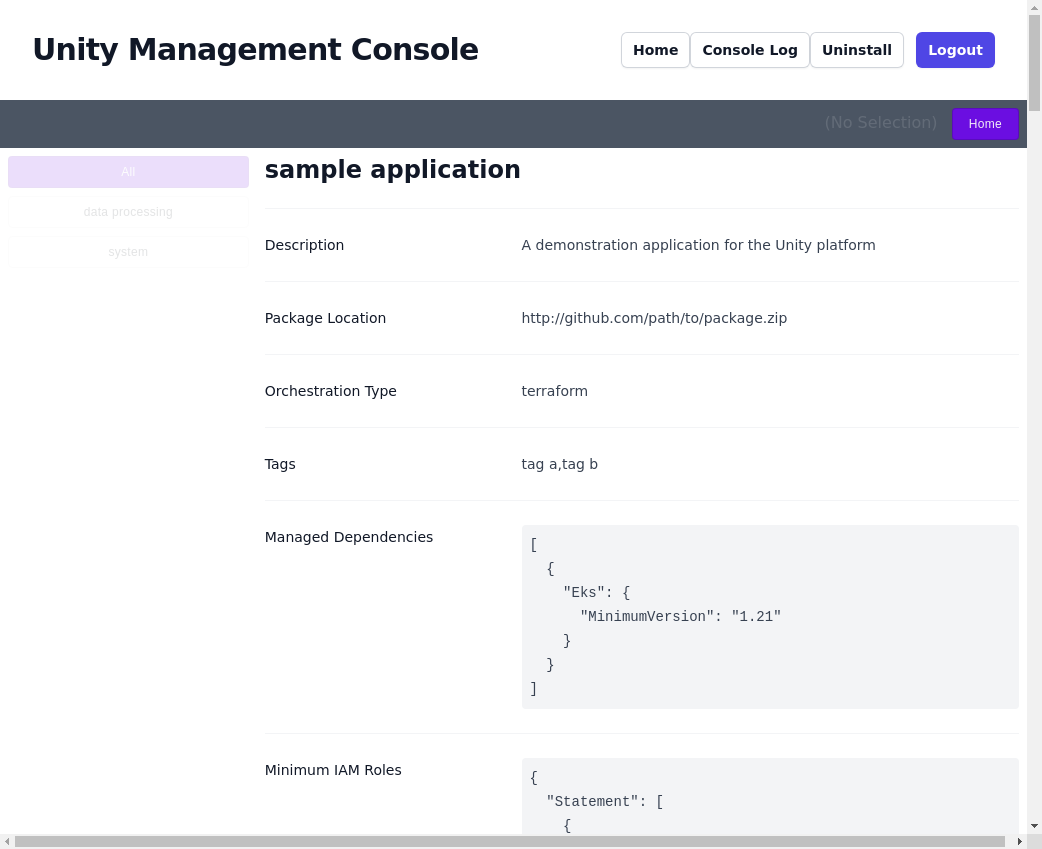 Unity Management Console
Home
Console Log
Uninstall
Logout
(No Selection)
Home
All
data processing
system
sample application
Description
A demonstration application for the Unity platform
Package Location
http://github.com/path/to/package.zip
Orchestration Type
terraform
Tags
tag a,tag b
Managed Dependencies
[
  {
    "Eks": {
      "MinimumVersion": "1.21"
    }
  }
]
Minimum IAM Roles
{
  "Statement": [
    {